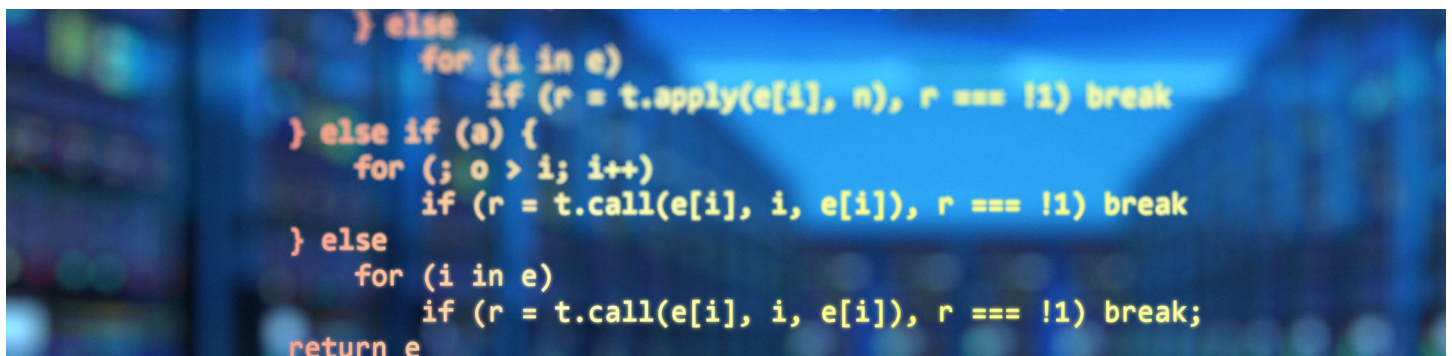 } else
for (i in e)
if (r = t.apply(e[i], n), r === !1) break
} else if (a) {
for (; o > i; i++)
if (r = t.call(e[i], i, e[i]), r === !1) break
} else
for (i in e)
if (r = t.call(e[i], i, e[i]), r === !1) break;
return e